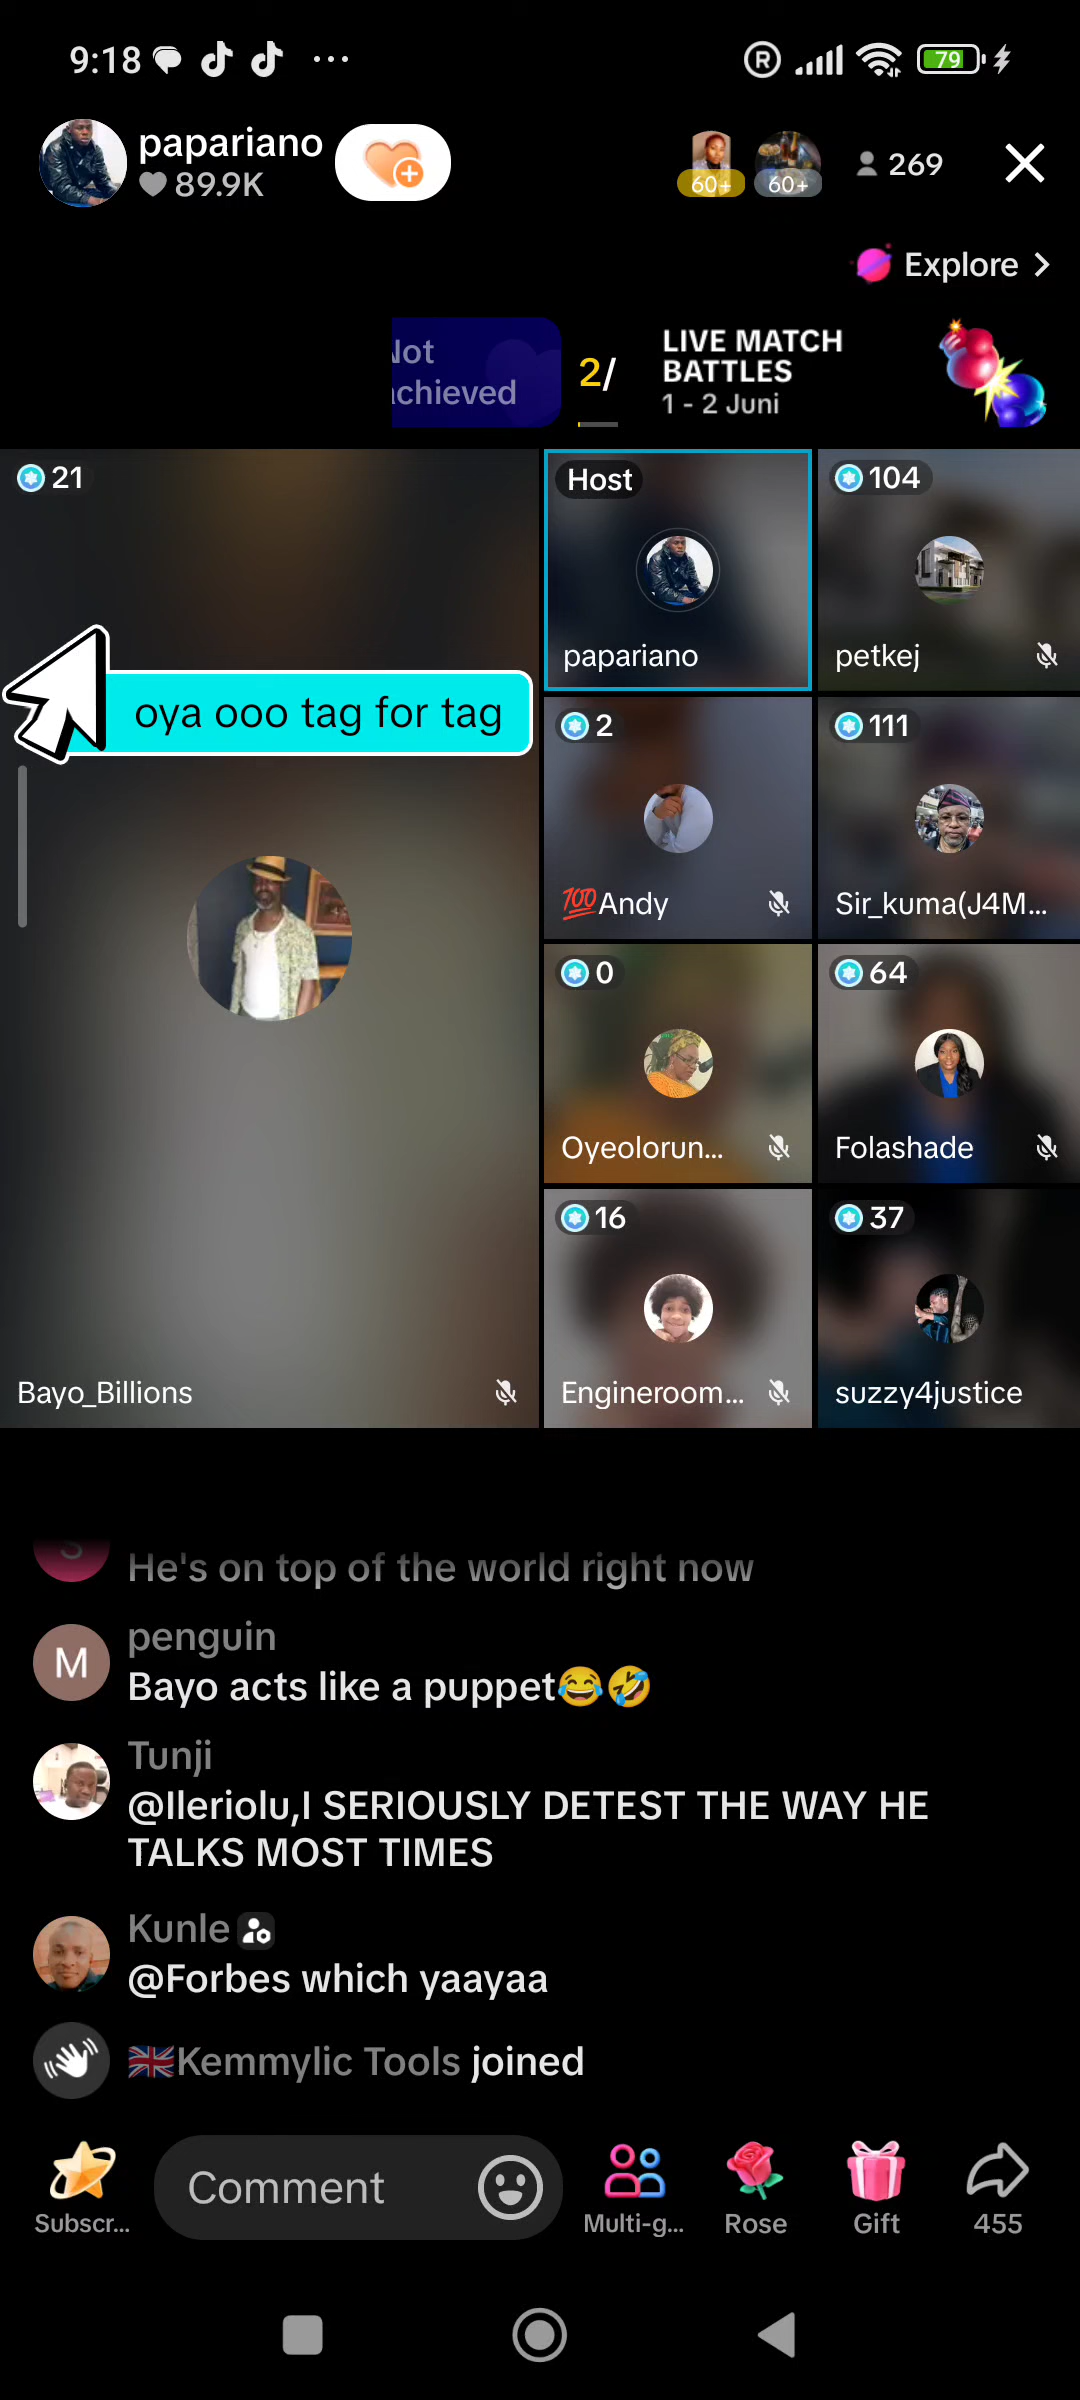 9:18
R
79
papariano
89.9K
60+
60+
269
Explore
Not
achieved
2/
LIVE MATCH
BATTLES
1 - 2 Juni
21
Host
104
oya ooo tag for tag
papariano
petkej
2
111
💯Andy
Sir_kuma(J4M...
0
64
Oyeolorun...
Folashade
16
37
Bayo_Billions
Engineroom...
suzzy4justice
He's on top of the world right now
penguin
M
Bayo acts like a puppet😂🤣
Tunji
@Ileriolu,I SERIOUSLY DETEST THE WAY HE
TALKS MOST TIMES
Kunle
@Forbes which yaayaa
🇬🇧Kemmylic Tools joined
Comment
Subscr...
Multi-g...
Rose
Gift
455